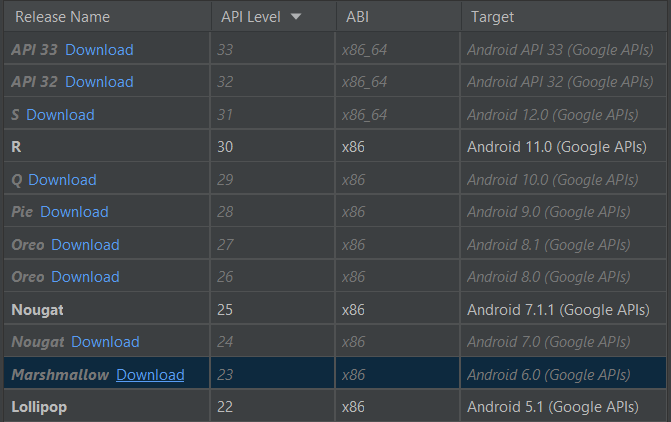 Release Name API Level ABI Target
API 33 Download 33 x86_64 Android API 33 (Google APIs)
API 32 Download 32 x86_64 Android API 32 (Google APIs)
S Download 31 x86_64 Android 12.0 (Google APIs)
R 30 x86 Android 11.0 (Google APIs)
Q Download 29 x86 Android 10.0 (Google APIs)
Pie Download 28 x86 Android 9.0 (Google APIs)
Oreo Download 27 x86 Android 8.1 (Google APIs)
Oreo Download 26 x86 Android 8.0 (Google APIs)
Nougat 25 x86 Android 7.1.1 (Google APIs)
Nougat Download 24 x86 Android 7.0 (Google APIs)
Marshmallow Download 23 x86 Android 6.0 (Google APIs)
Lollipop 22 x86 Android 5.1 (Google APIs)